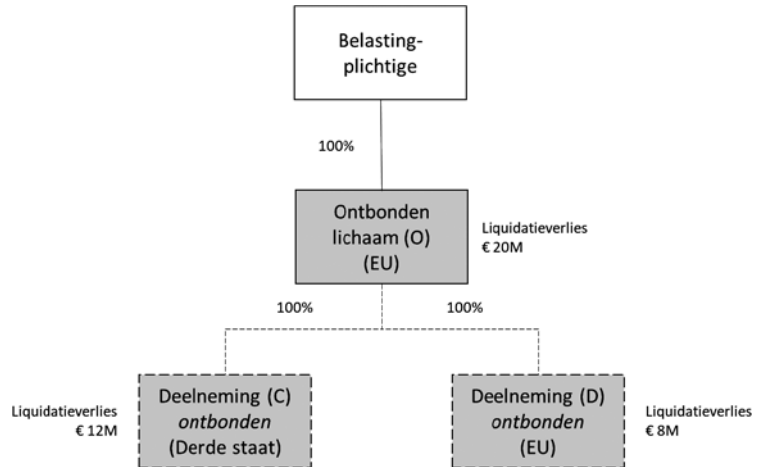 Belasting-
plichtige
100%
Ontbonden
lichaam (O)
(EU)
Liquidatieverlies
€ 20M
100%
100%
Liquidatieverlies
€ 12M
Deelneming (C)
ontbonden
(Derde staat)
Deelneming (D)
ontbonden
(EU)
Liquidatieverlies
€ 8M